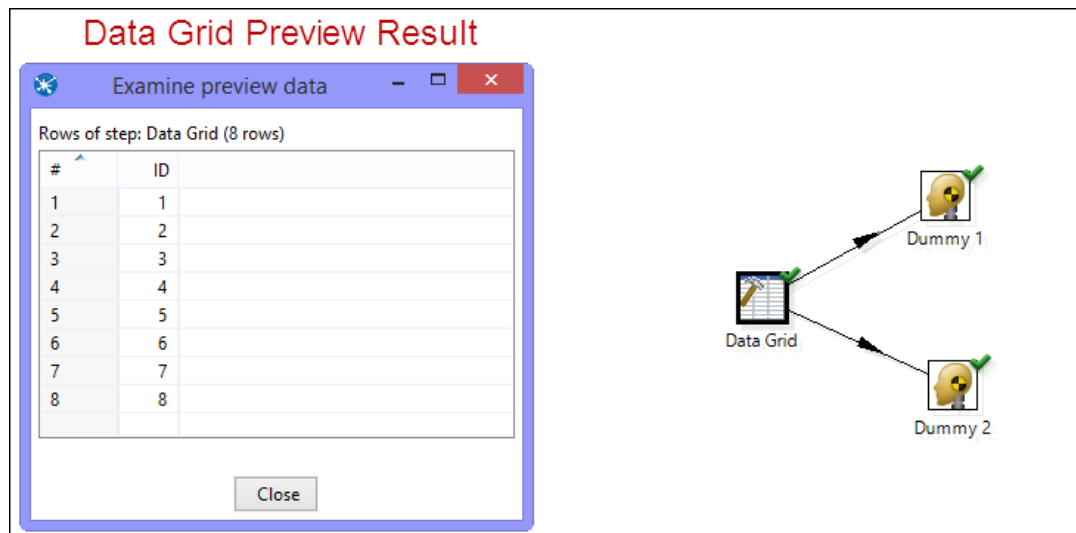 Data Grid Preview Result
Examine preview data
Rows of step: Data Grid (8 rows)
# ID
1 1
2 2
3 3
4 4
5 5
6 6
7 7
8 8
Close
Dummy 1
Data Grid
Dummy 2